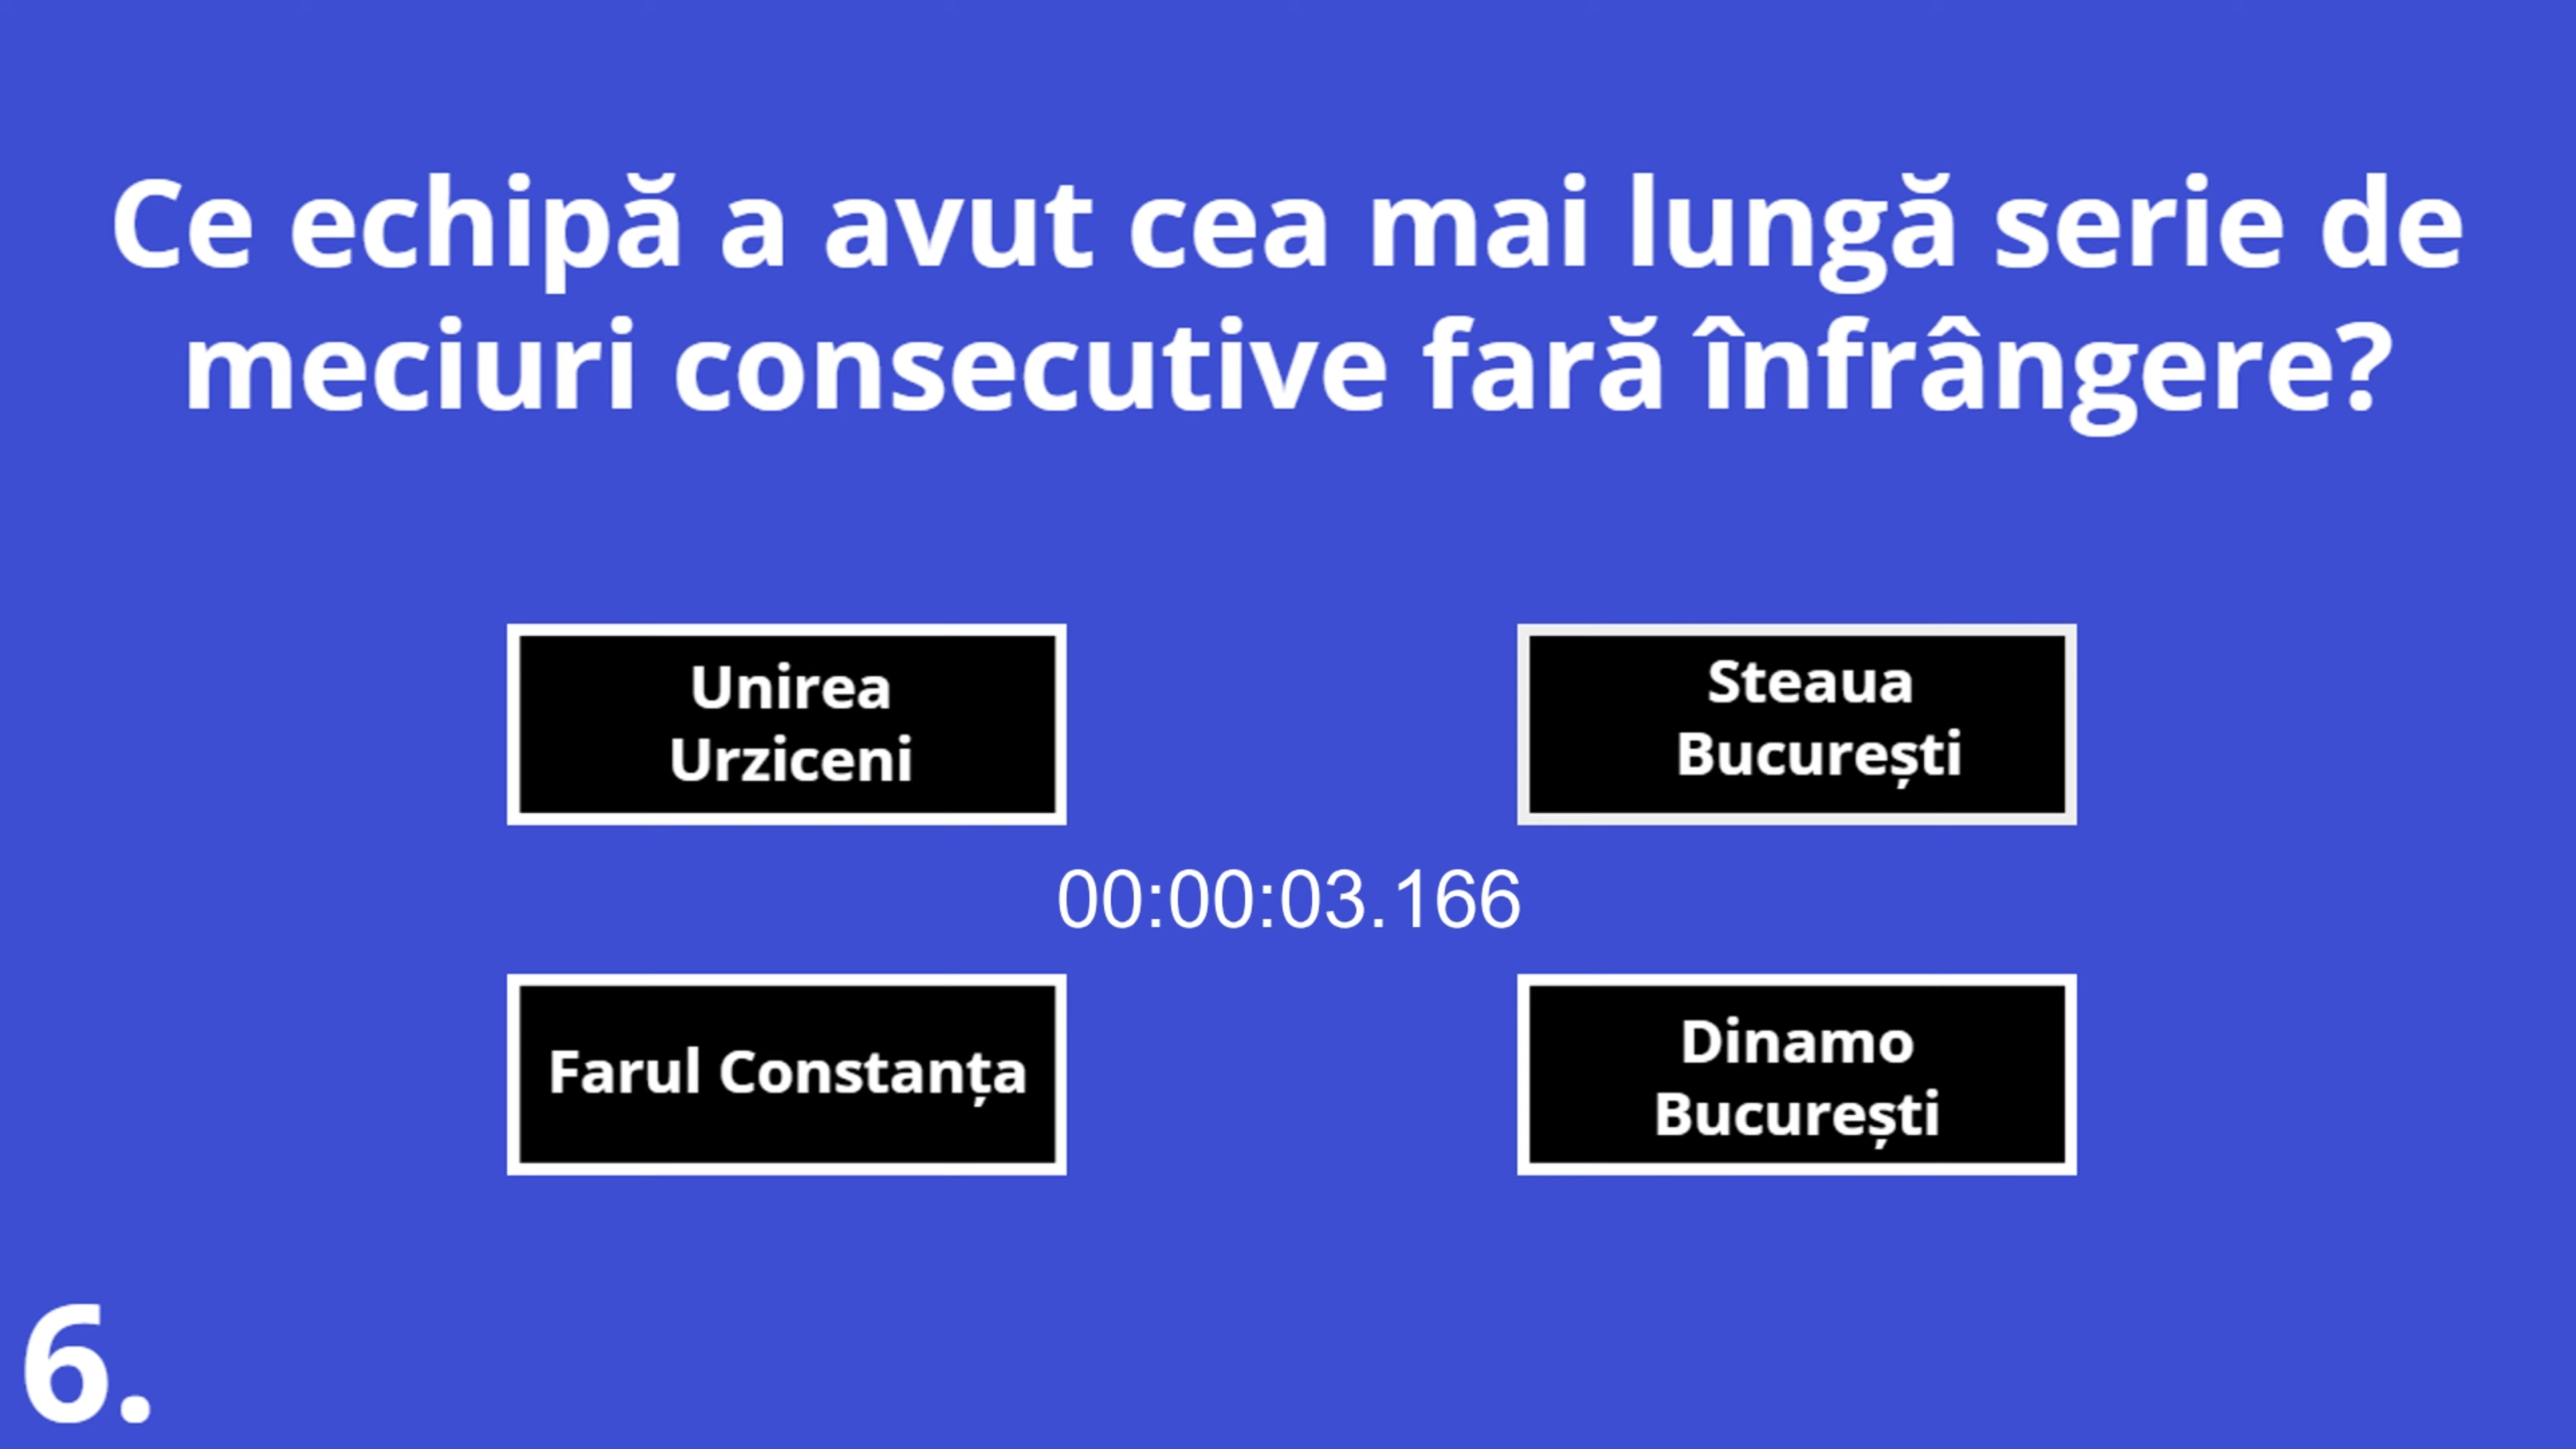 Ce echipă a avut cea mai lungă serie de
meciuri consecutive fară înfrângere?
Unirea
Urziceni
Steaua
București
00:00:03.166
Farul Constanța
Dinamo
București
6.